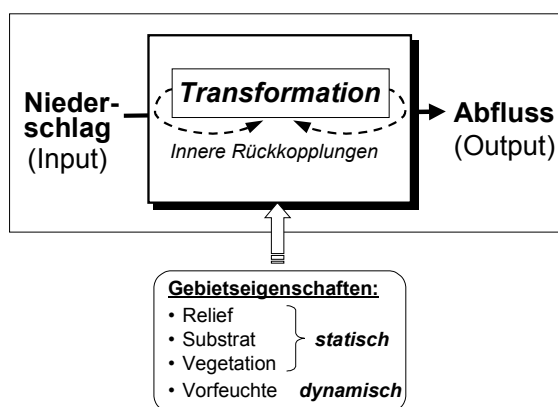 Transformation
Nieder-
schlag
(Input)
Innere Rückkopplungen
Abfluss
(Output)
Gebietseigenschaften:
• Relief
• Substrat
• Vegetation
statisch
• Vorfeuchte dynamisch